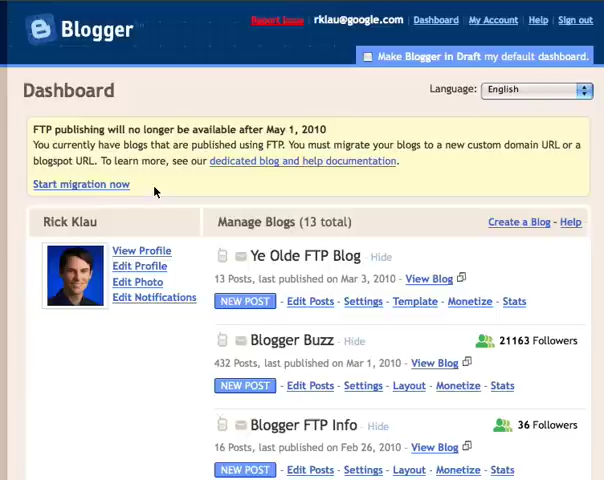 Blogger
Report Issue | rklau@google.com | Dashboard | My Account | Help | Sign out
Make Blogger in Draft my default dashboard.
Dashboard
Language: English
FTP publishing will no longer be available after May 1, 2010
You currently have blogs that are published using FTP. You must migrate your blogs to a new custom domain URL or a
blogspot URL. To learn more, see our dedicated blog and help documentation.
Start migration now
Rick Klau
View Profile
Edit Profile
Edit Photo
Edit Notifications
Manage Blogs (13 total)
Create a Blog - Help
Ye Olde FTP Blog - Hide
13 Posts, last published on Mar 3, 2010 - View Blog
NEW POST - Edit Posts - Settings - Template - Monetize - Stats
Blogger Buzz - Hide
21163 Followers
432 Posts, last published on Mar 1, 2010 - View Blog
NEW POST - Edit Posts - Settings - Layout - Monetize - Stats
Blogger FTP Info - Hide
36 Followers
16 Posts, last published on Feb 26, 2010 - View Blog
NEW POST - Edit Posts - Settings - Layout - Monetize - Stats